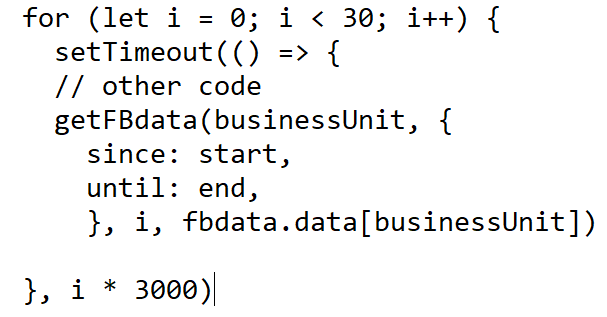 for (let i = 0; i < 30; i++) {
  setTimeout(() => {
  // other code
  getFBdata(businessUnit, {
    since: start,
    until: end,
    }, i, fbdata.data[businessUnit])

}, i * 3000)